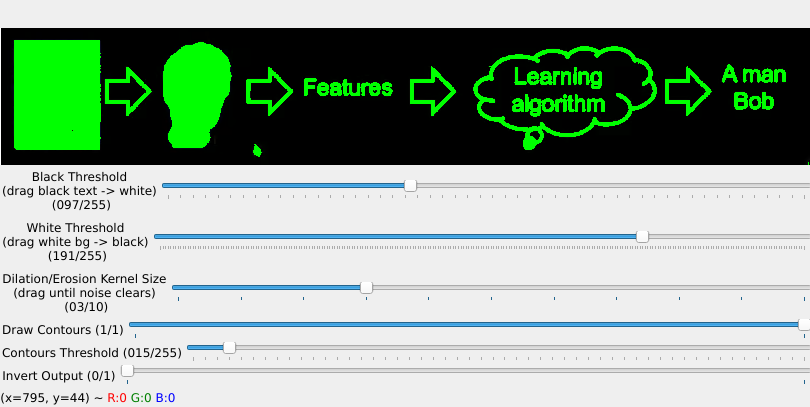 Features
Learning
algorithm
A man
Bob
Black Threshold
(drag black text -> white)
(097/255)
White Threshold
(drag white bg -> black)
(191/255)
Dilation/Erosion Kernel Size
(drag until noise clears)
(03/10)
Draw Contours (1/1)
Contours Threshold (015/255)
Invert Output (0/1)
(x=795, y=44) ~ R:0 G:0 B:0